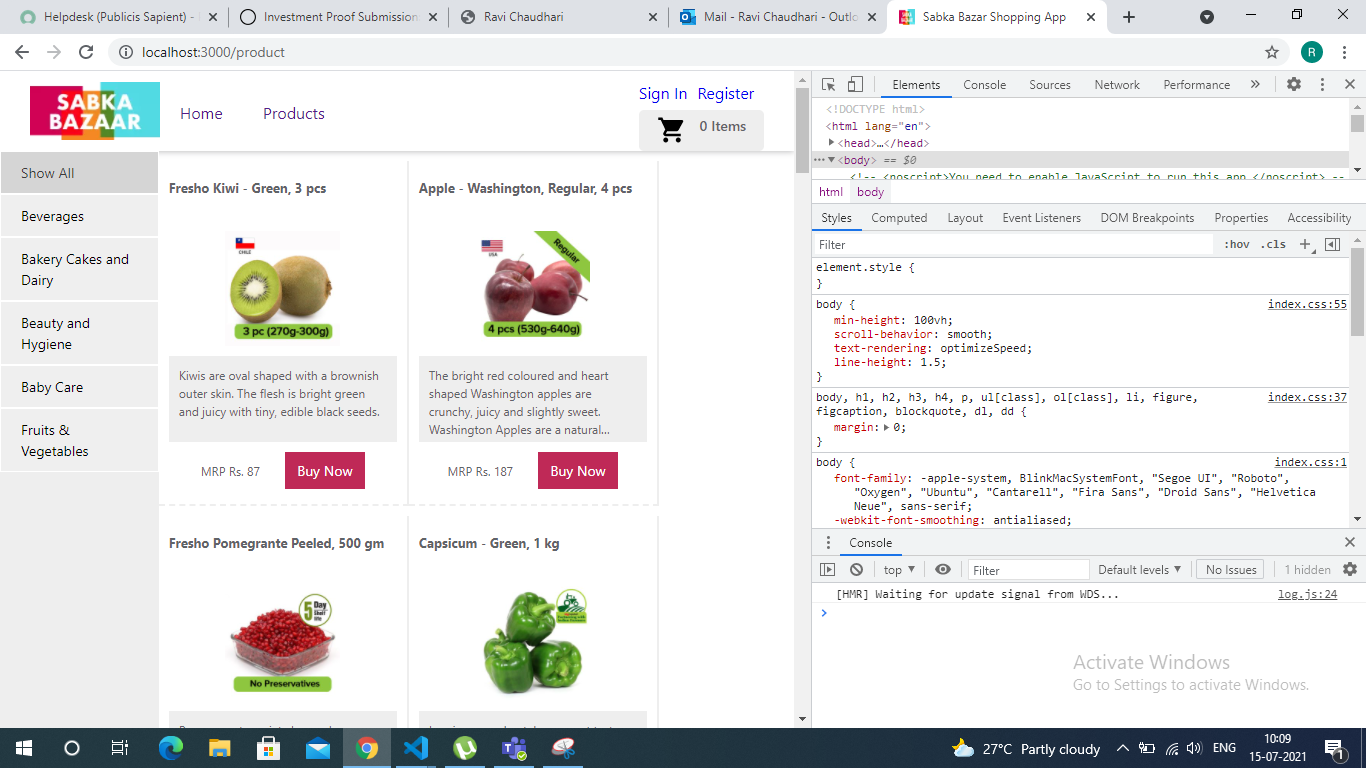 Helpdesk (Publicis Sapient) -
Investment Proof Submission
Ravi Chaudhari
Mail - Ravi Chaudhari - Outlo
Sabka Bazar Shopping App
localhost:3000/product
R
SABKA
BAZAAR
Home
Products
Sign In
Register
0 Items
Show All
Beverages
Bakery Cakes and
Dairy
Beauty and
Hygiene
Baby Care
Fruits &
Vegetables
Fresho Kiwi - Green, 3 pcs
CHILE
3 pc (270g-300g)
Kiwis are oval shaped with a brownish
outer skin. The flesh is bright green
and juicy with tiny, edible black seeds.
MRP Rs. 87
Buy Now
Apple - Washington, Regular, 4 pcs
USA
Regular
4 pcs (530g-640g)
The bright red coloured and heart
shaped Washington apples are
crunchy, juicy and slightly sweet.
Washington Apples are a natural...
MRP Rs. 187
Buy Now
Fresho Pomegrante Peeled, 500 gm
5 Day
No Preservatives
Capsicum - Green, 1 kg
Elements
Console
Sources
Network
Performance
<!DOCTYPE html>
<html lang="en">
<head>…</head>
<body> == $0
<!-- <noscript>You need to enable JavaScript to run this app.</noscript> --
html body
Styles
Computed
Layout
Event Listeners
DOM Breakpoints
Properties
Accessibility
Filter
:hov .cls
element.style {
}
body {
index.css:55
min-height: 100vh;
scroll-behavior: smooth;
text-rendering: optimizeSpeed;
line-height: 1.5;
}
body, h1, h2, h3, h4, p, ul[class], ol[class], li, figure,
index.css:37
figcaption, blockquote, dl, dd {
margin: 0;
}
body {
index.css:1
font-family: -apple-system, BlinkMacSystemFont, "Segoe UI", "Roboto",
"Oxygen", "Ubuntu", "Cantarell", "Fira Sans", "Droid Sans", "Helvetica
Neue", sans-serif;
-webkit-font-smoothing: antialiased;
Console
top
Filter
Default levels
No Issues
1 hidden
[HMR] Waiting for update signal from WDS...
log.js:24
Activate Windows
Go to Settings to activate Windows.
27°C Partly cloudy
ENG
10:09
15-07-2021
1